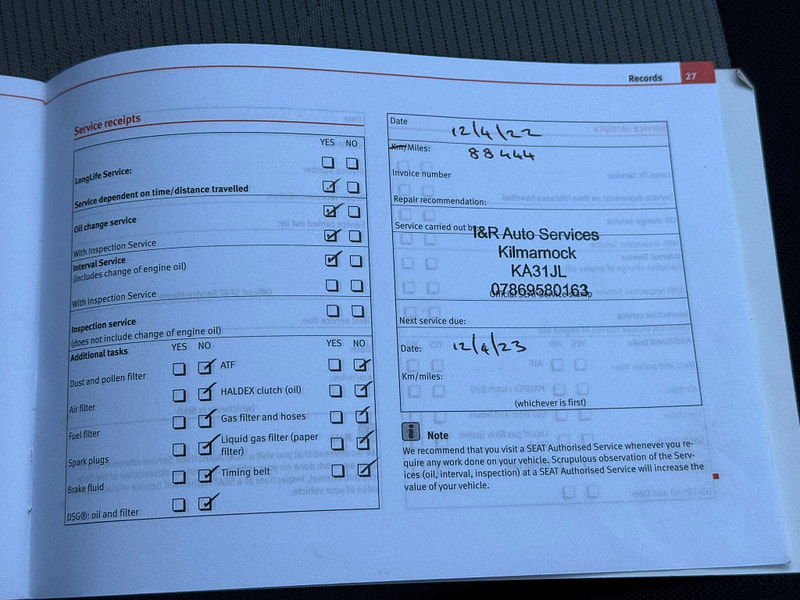 Records 27
Service receipts
YES NO
LongLife Service:
Service dependent on time/distance travelled
Oil change service
With Inspection Service
Interval Service
(includes change of engine oil)
With Inspection Service
Inspection service
(does not include change of engine oil)
Additional tasks YES NO YES NO
Dust and pollen filter
ATF
Air filter
HALDEX clutch (oil)
Fuel filter
Gas filter and hoses
Spark plugs
Liquid gas filter (paper
filter)
Brake fluid
Timing belt
DSG®: oil and filter
Date
12/4/22
Km/Miles:
88444
Invoice number
Repair recommendation:
Service carried out by:
I&R Auto Services
Kilmarnock
KA31JL
07869580163
Official SEAT Service stamp
Next service due:
Date: 12/4/23
Km/miles:
(whichever is first)
i Note
We recommend that you visit a SEAT Authorised Service whenever you re-
quire any work done on your vehicle. Scrupulous observation of the Serv-
ices (oil, interval, inspection) at a SEAT Authorised Service will increase the
value of your vehicle.